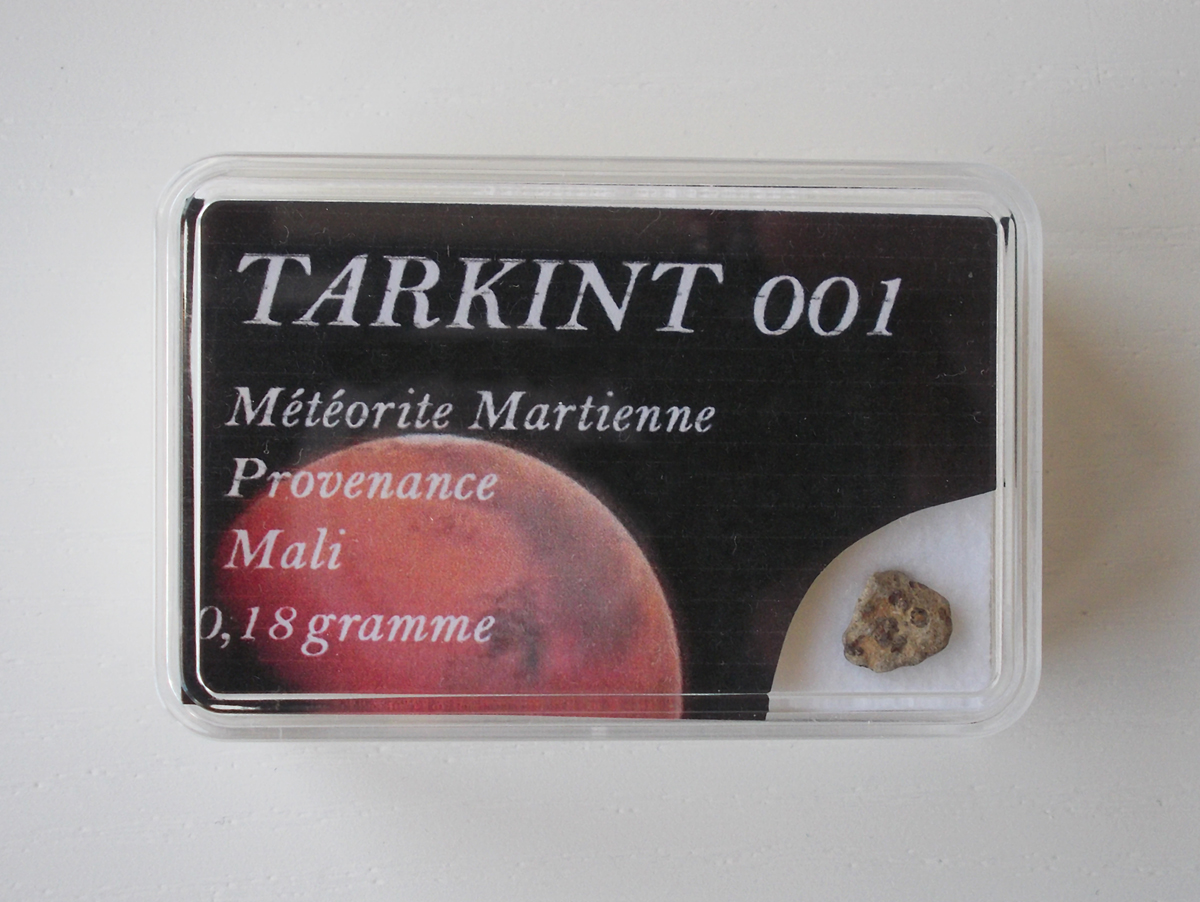 TARKINT 001
Météorite Martienne
Provenance
Mali
0,18 gramme